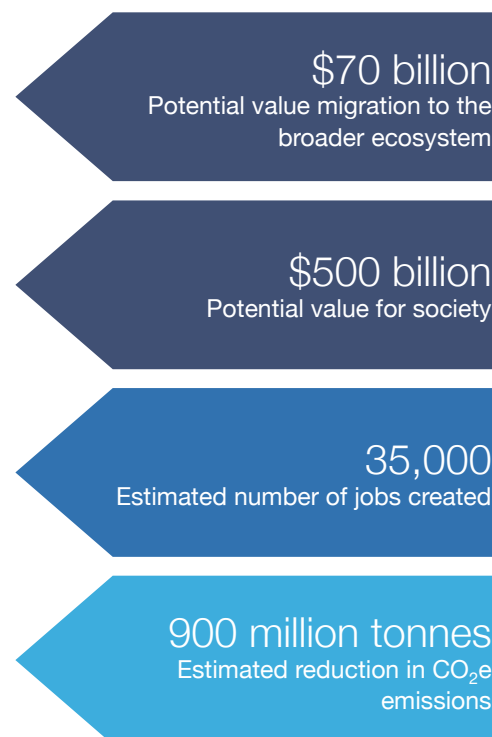 $70 billion
Potential value migration to the
broader ecosystem
$500 billion
Potential value for society
35,000
Estimated number of jobs created
900 million tonnes
Estimated reduction in CO₂e
emissions